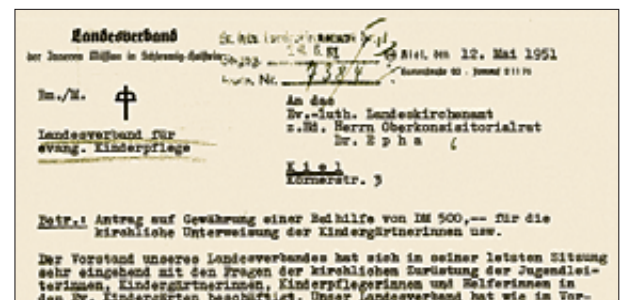 Landesverband
der Inneren Mission in Schleswig-Holstein
7384
Kiel, den 12. Mai 1951
Bm./M.
An das
Ev.-luth. Landeskirchenamt
z.Hd. Herrn Oberkonsistorialrat
Dr. E p h a
Landesverband für
evang. Kinderpflege
K i e l
Körnerstr. 3
Betr.: Antrag auf Gewährung einer Beihilfe von DM 500,-- für die
kirchliche Unterweisung der Kindergärtnerinnen usw.
Der Vorstand unseres Landesverbandes hat sich in seiner letzten Sitzung
sehr eingehend mit den Fragen der kirchlichen Zurüstung der Jugendlei-
terinnen, Kindergärtnerinnen, Kinderpflegerinnen und Helferinnen in
den Ev. Kindergärten beschäftigt. Unser Landesverband hat wie